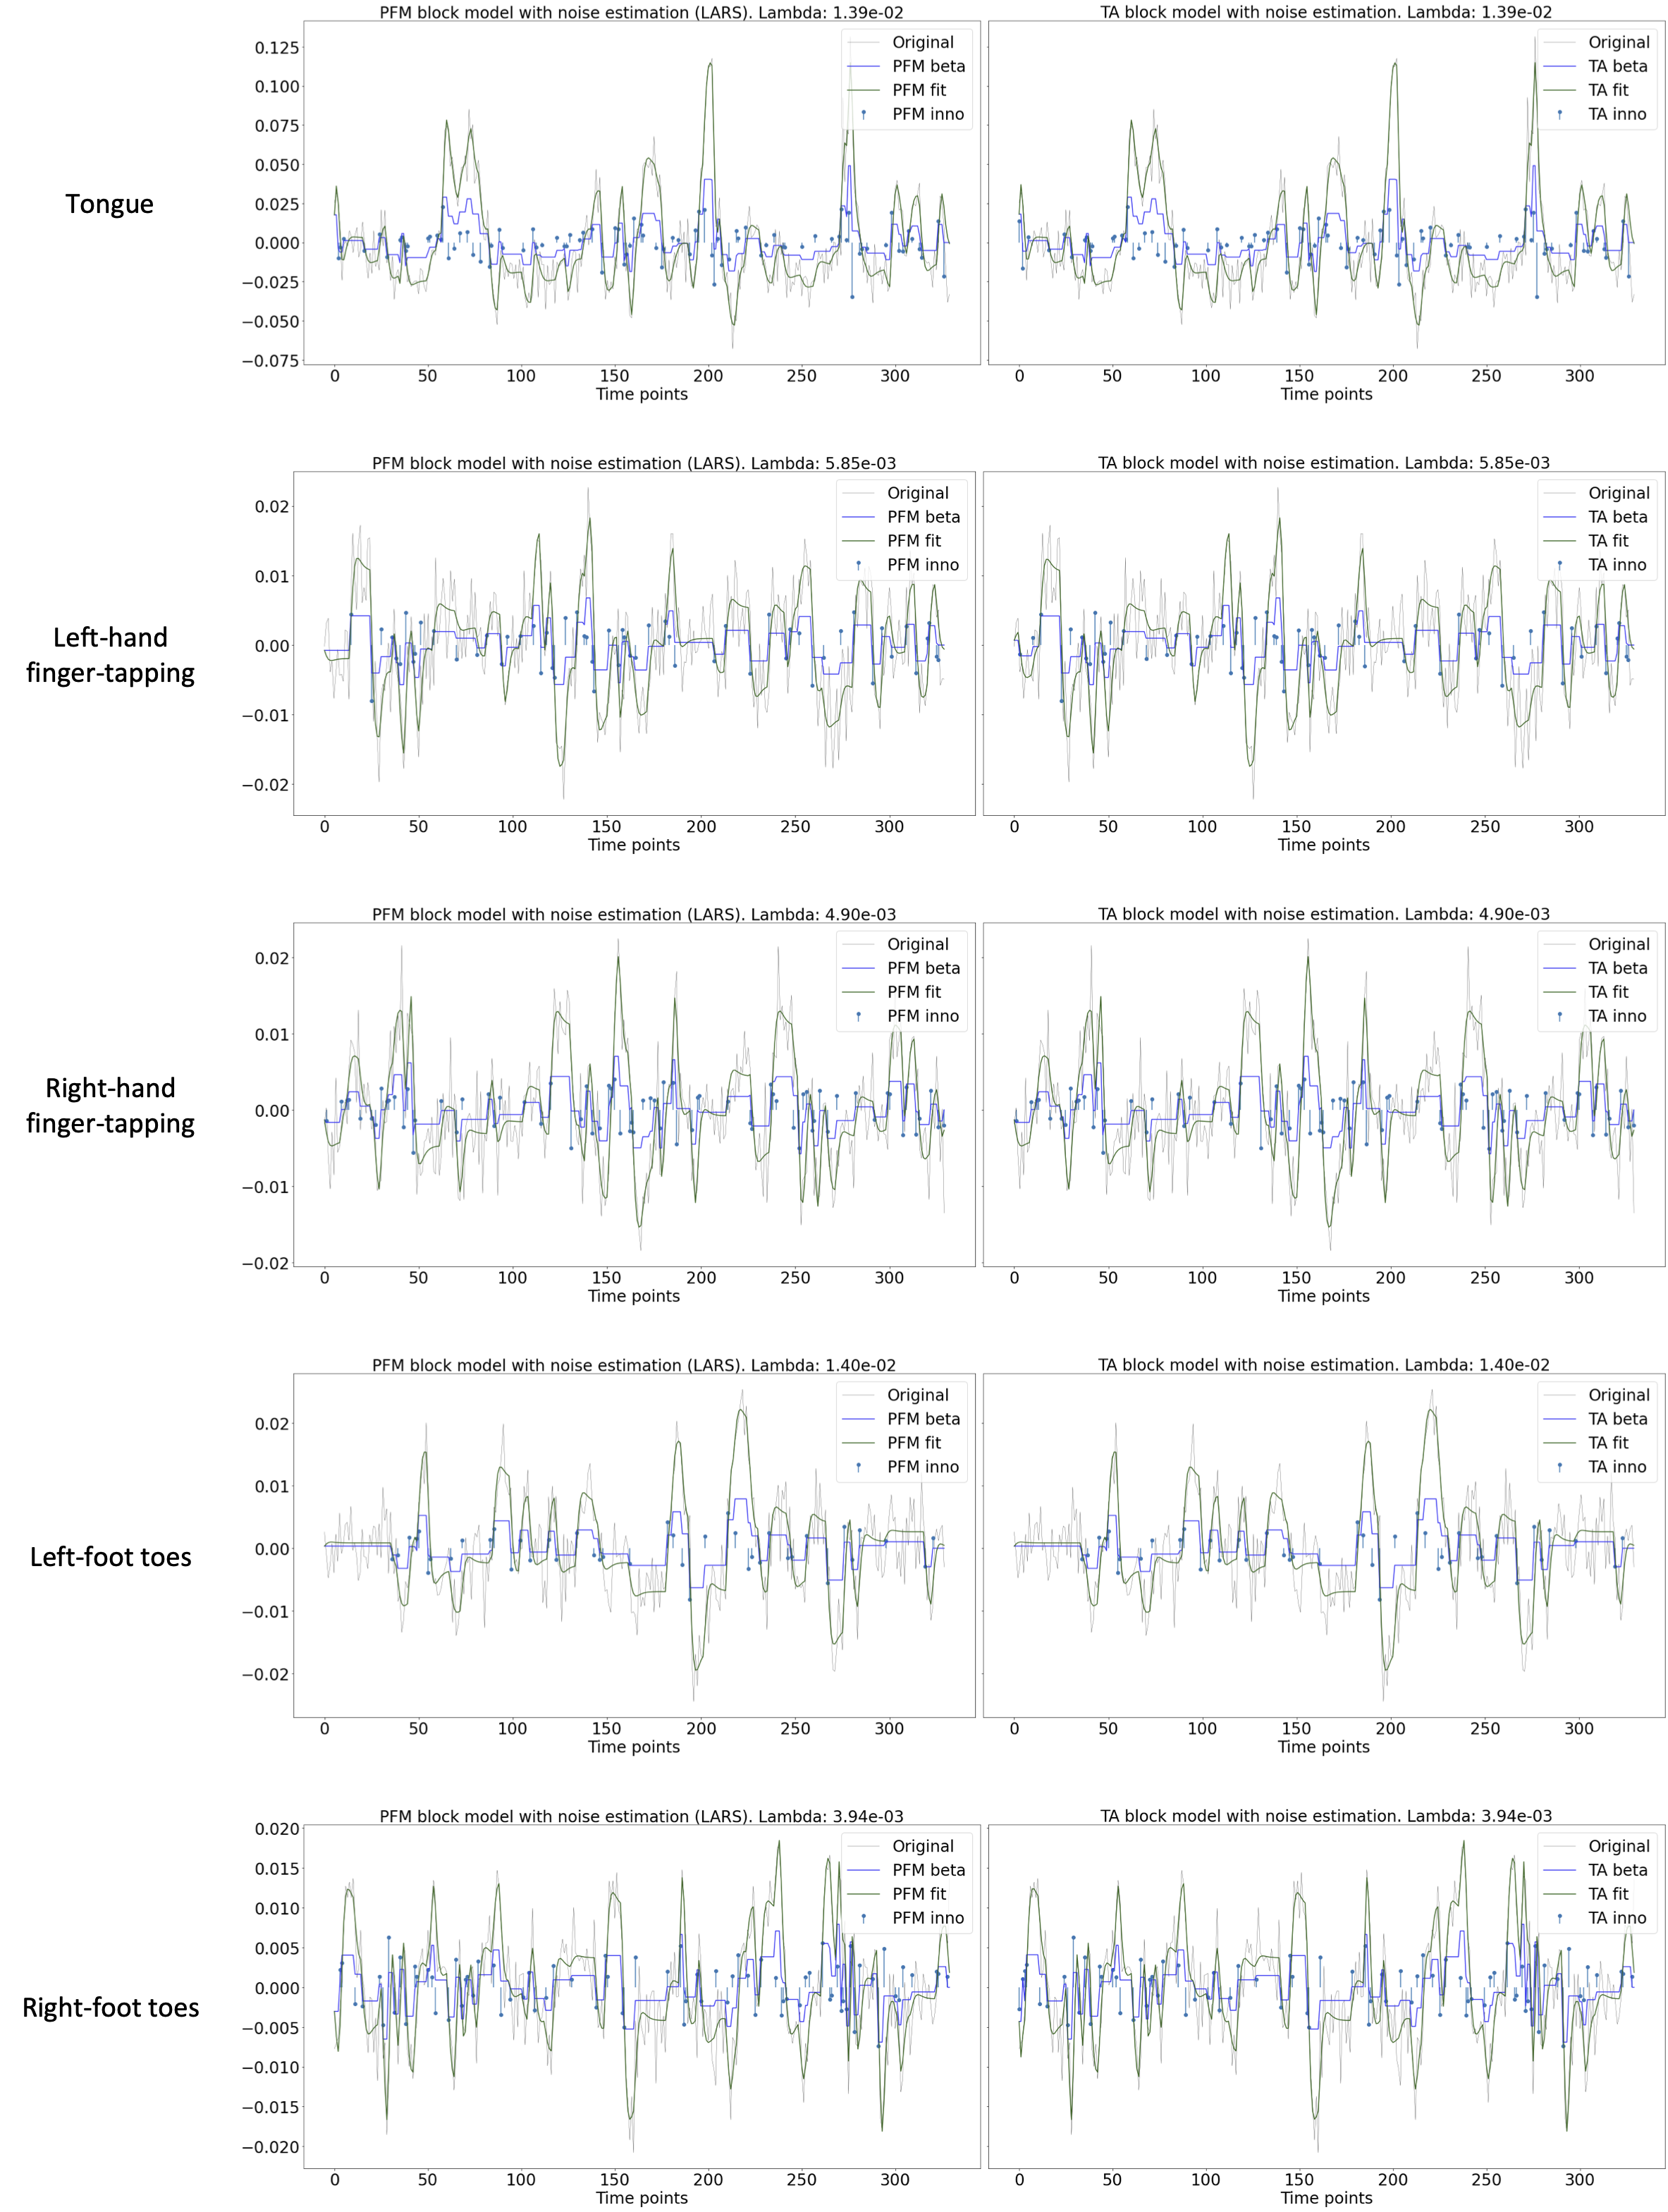 PFM block model with noise estimation (LARS). Lambda: 1.39e-02
TA block model with noise estimation. Lambda: 1.39e-02
Tongue
0.125
0.100
0.075
0.050
0.025
0.000
−0.025
−0.050
−0.075
Original
PFM beta
PFM fit
PFM inno
Original
TA beta
TA fit
TA inno
0 50 100 150 200 250 300
Time points
0 50 100 150 200 250 300
Time points
PFM block model with noise estimation (LARS). Lambda: 5.85e-03
TA block model with noise estimation. Lambda: 5.85e-03
Left-hand
finger-tapping
0.02
0.01
0.00
−0.01
−0.02
Original
PFM beta
PFM fit
PFM inno
Original
TA beta
TA fit
TA inno
0 50 100 150 200 250 300
Time points
0 50 100 150 200 250 300
Time points
PFM block model with noise estimation (LARS). Lambda: 4.90e-03
TA block model with noise estimation. Lambda: 4.90e-03
Right-hand
finger-tapping
0.02
0.01
0.00
−0.01
−0.02
Original
PFM beta
PFM fit
PFM inno
Original
TA beta
TA fit
TA inno
0 50 100 150 200 250 300
Time points
0 50 100 150 200 250 300
Time points
PFM block model with noise estimation (LARS). Lambda: 1.40e-02
TA block model with noise estimation. Lambda: 1.40e-02
Left-foot toes
0.02
0.01
0.00
−0.01
−0.02
Original
PFM beta
PFM fit
PFM inno
Original
TA beta
TA fit
TA inno
0 50 100 150 200 250 300
Time points
0 50 100 150 200 250 300
Time points
PFM block model with noise estimation (LARS). Lambda: 3.94e-03
TA block model with noise estimation. Lambda: 3.94e-03
Right-foot toes
0.020
0.015
0.010
0.005
0.000
−0.005
−0.010
−0.015
−0.020
Original
PFM beta
PFM fit
PFM inno
Original
TA beta
TA fit
TA inno
0 50 100 150 200 250 300
Time points
0 50 100 150 200 250 300
Time points